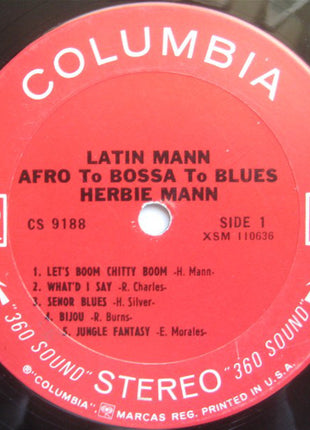 COLUMBIA
LATIN MANN
AFRO To BOSSA To BLUES
HERBIE MANN
CS 9188 SIDE 1
XSM 110636
1. LET'S BOOM CHITTY BOOM -H. Mann-
2. WHAT'D I SAY -R. Charles-
3. SENOR BLUES -H. Silver-
4. BIJOU -R. Burns-
5. JUNGLE FANTASY -E. Morales-
"360 SOUND" STEREO "360 SOUND"
® "COLUMBIA", MARCAS REG. PRINTED IN U.S.A.